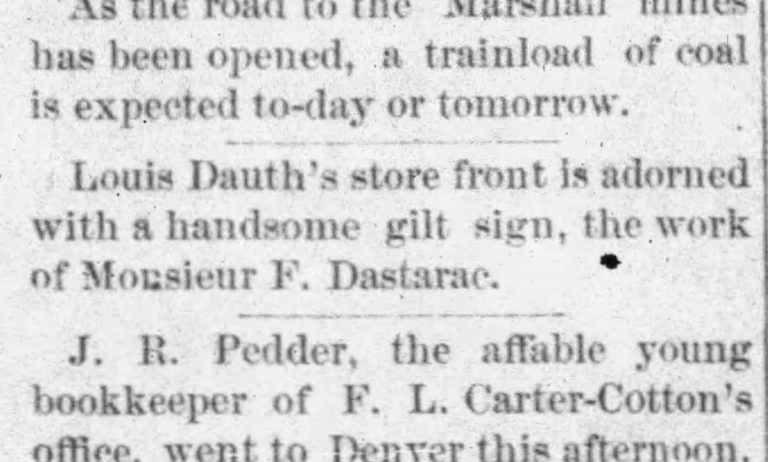 As the road to the Marshall mines
has been opened, a trainload of coal
is expected to-day or tomorrow.
Louis Dauth's store front is adorned
with a handsome gilt sign, the work
of Monsieur F. Dastarac.
J. R. Pedder, the affable young
bookkeeper of F. L. Carter-Cotton's
office, went to Denver this afternoon.